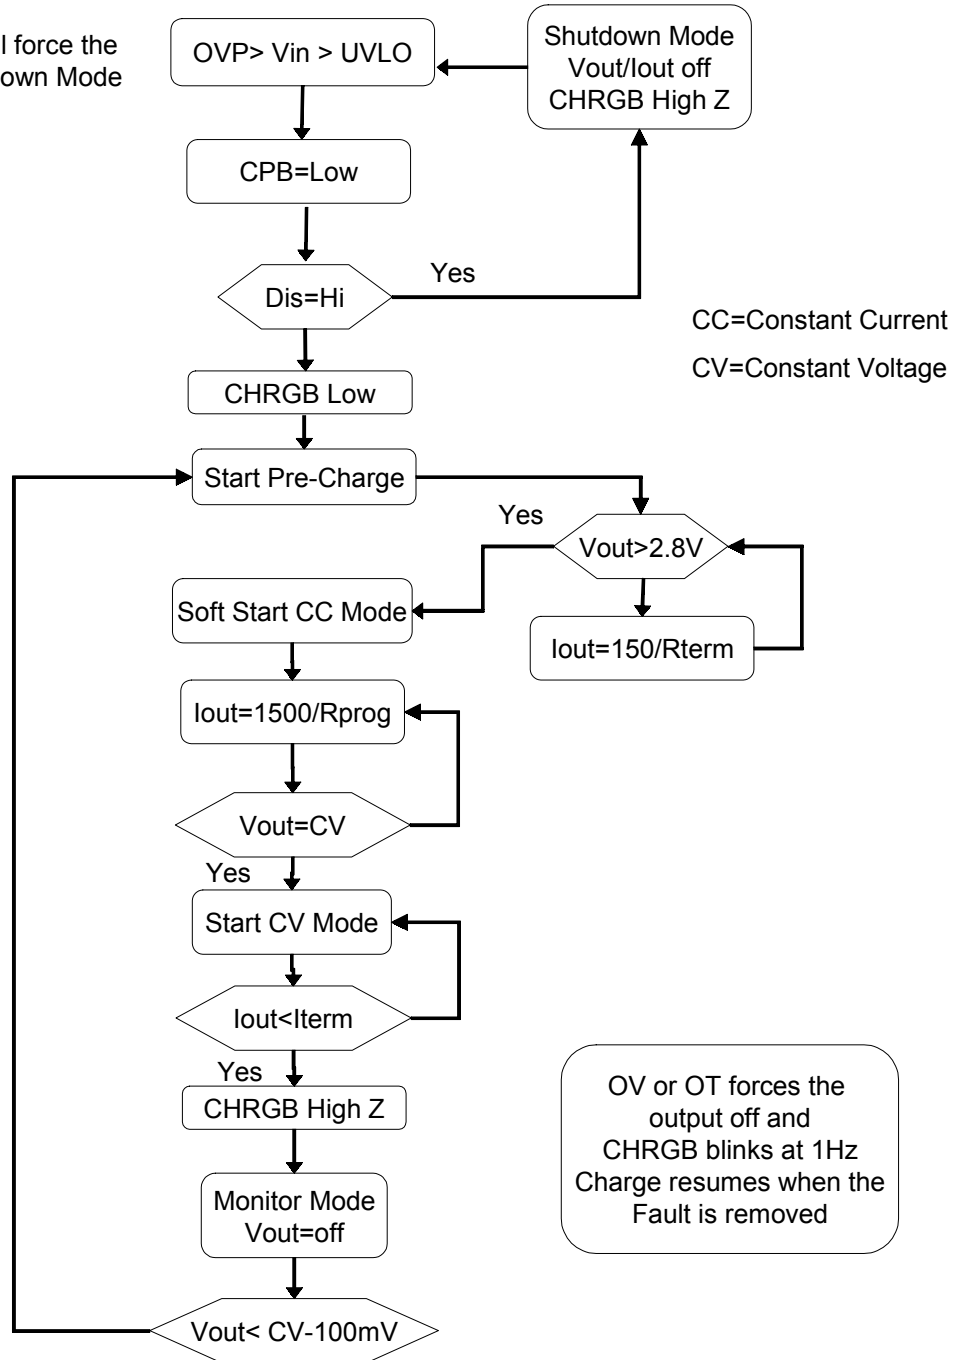 l force the
own Mode
OVP> Vin > UVLO
Shutdown Mode
Vout/Iout off
CHRGB High Z
CPB=Low
Dis=Hi
Yes
CC=Constant Current
CV=Constant Voltage
CHRGB Low
Start Pre-Charge
Yes
Vout>2.8V
Soft Start CC Mode
Iout=150/Rterm
Iout=1500/Rprog
Vout=CV
Yes
Start CV Mode
Iout<Iterm
Yes
CHRGB High Z
Monitor Mode
Vout=off
OV or OT forces the
output off and
CHRGB blinks at 1Hz
Charge resumes when the
Fault is removed
Vout< CV-100mV